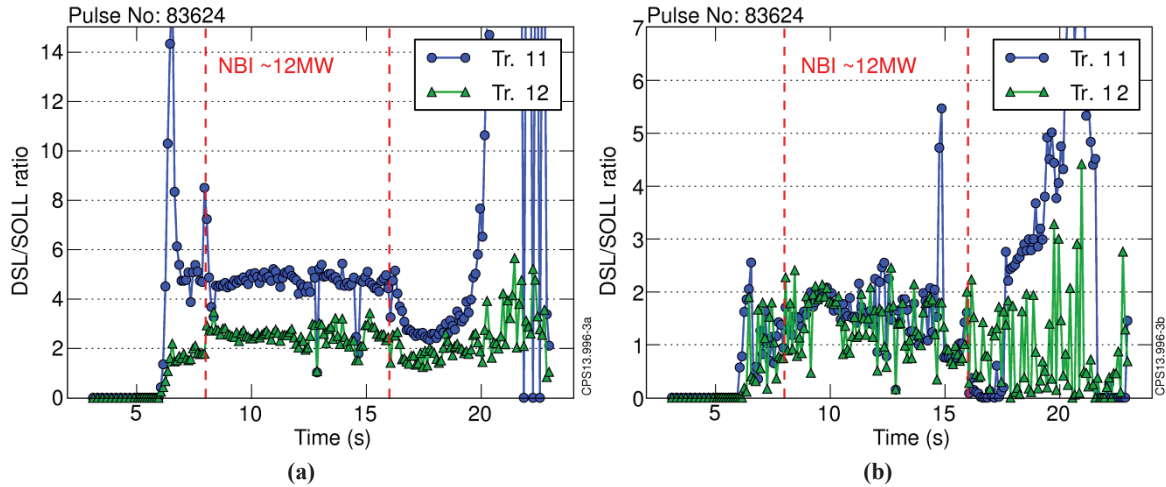 Pulse No: 83624
14
12
10
8
6
4
2
0
5
10
15
20
DSL/SOLL ratio
Time (s)
NBI ~12MW
Tr. 11
Tr. 12
CPS13.996-3a
(a)
Pulse No: 83624
7
6
5
4
3
2
1
0
5
10
15
20
DSL/SOLL ratio
Time (s)
NBI ~12MW
Tr. 11
Tr. 12
CPS13.996-3b
(b)